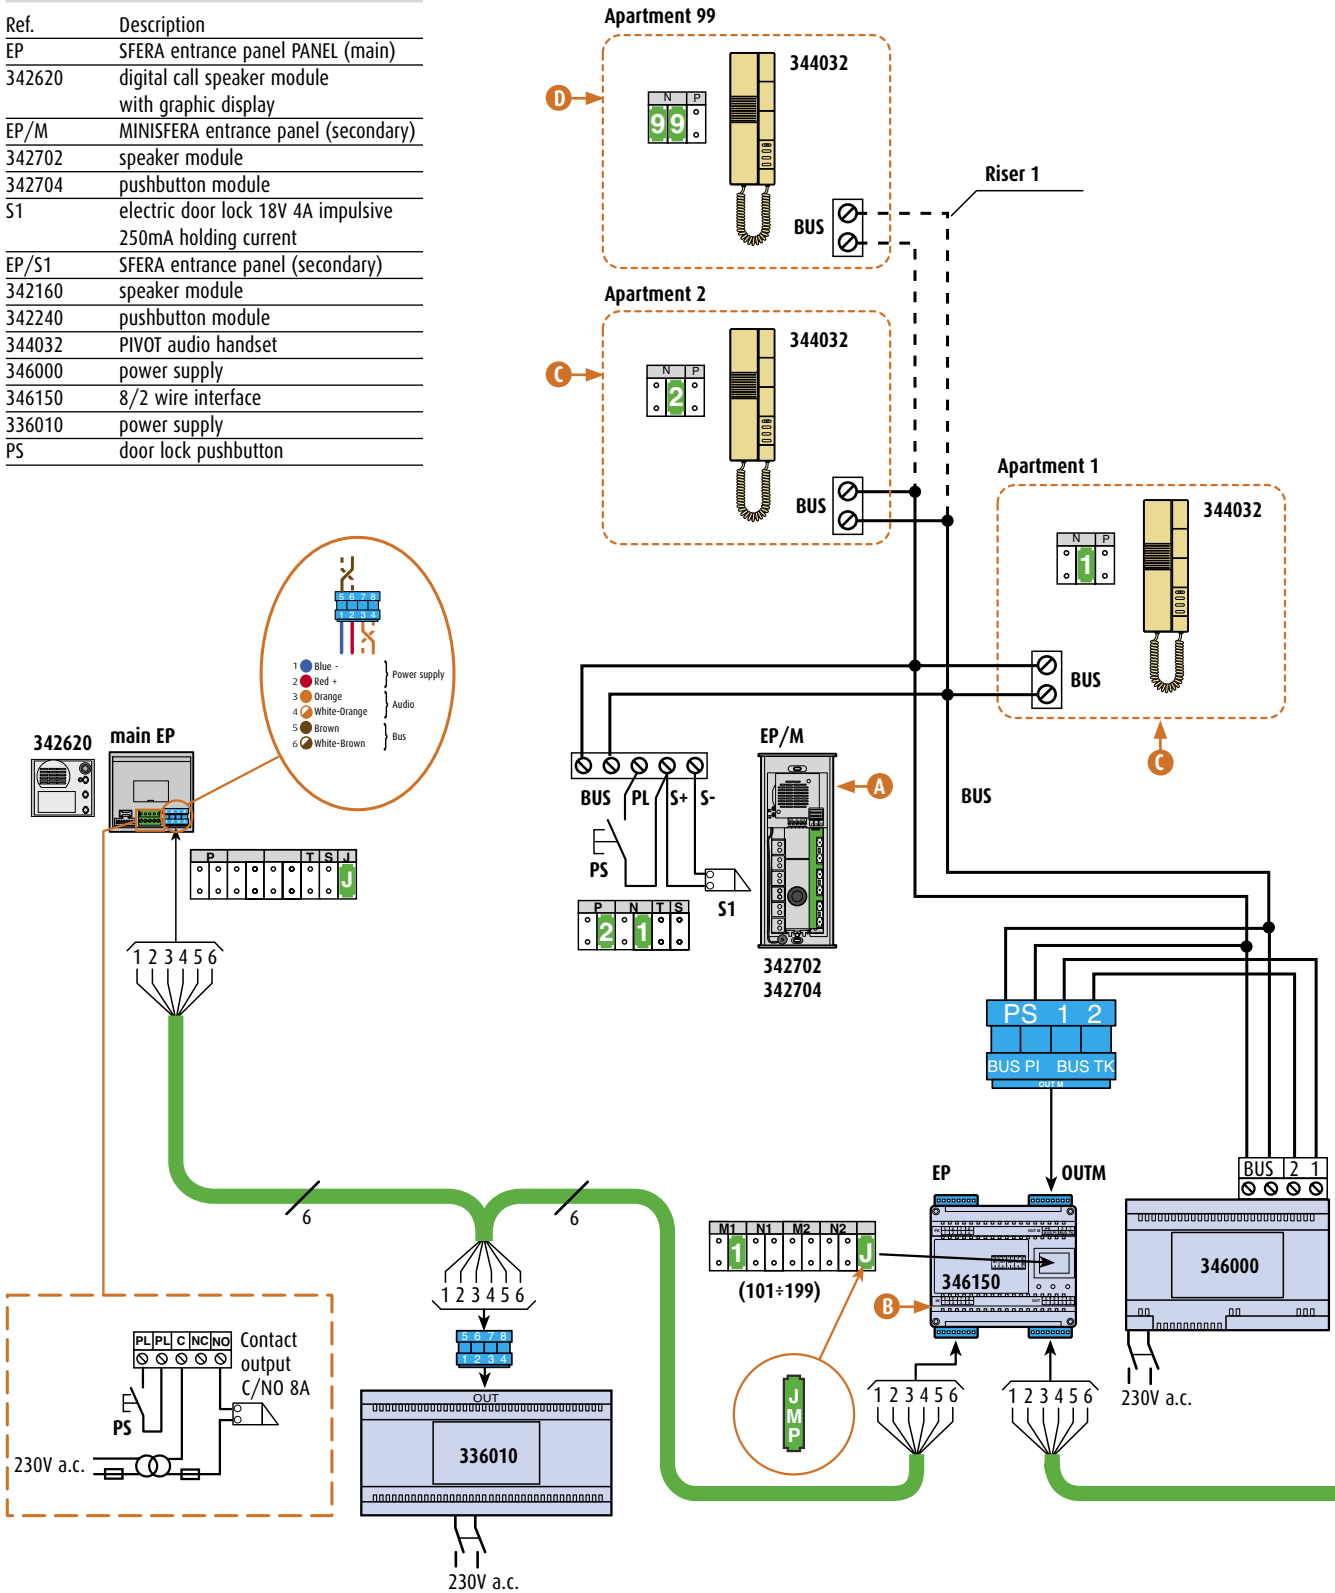 Ref. Description
EP SFERA entrance panel PANEL (main)
342620 digital call speaker module
with graphic display
EP/M MINISFERA entrance panel (secondary)
342702 speaker module
342704 pushbutton module
S1 electric door lock 18V 4A impulsive
250mA holding current
EP/S1 SFERA entrance panel (secondary)
342160 speaker module
342240 pushbutton module
344032 PIVOT audio handset
346000 power supply
346150 8/2 wire interface
336010 power supply
PS door lock pushbutton
Apartment 99
344032
D
N P
9 9
BUS
Riser 1
Apartment 2
344032
C
N P
2
BUS
Apartment 1
344032
N P
1
BUS
C
5 6 7 8
1 2 3 4
1 Blue -
2 Red +
Power supply
3 Orange
4 White-Orange
Audio
5 Brown
6 White-Brown
Bus
342620
main EP
P T S J
J
1 2 3 4 5 6
EP/M
A
BUS PL S+ S-
PS
S1
P N T S
2 1
342702
342704
BUS
PS 1 2
BUS PI BUS TK
OUT M
EP
OUTM
BUS 2 1
6
6
M1 N1 M2 N2
1 J
(101÷199)
346150
346000
B
230V a.c.
J
M
P
1 2 3 4 5 6
1 2 3 4 5 6
1 2 3 4 5 6
5 6 7 8
1 2 3 4
OUT
336010
230V a.c.
PL PL C NC NO
Contact
output
C/NO 8A
PS
230V a.c.